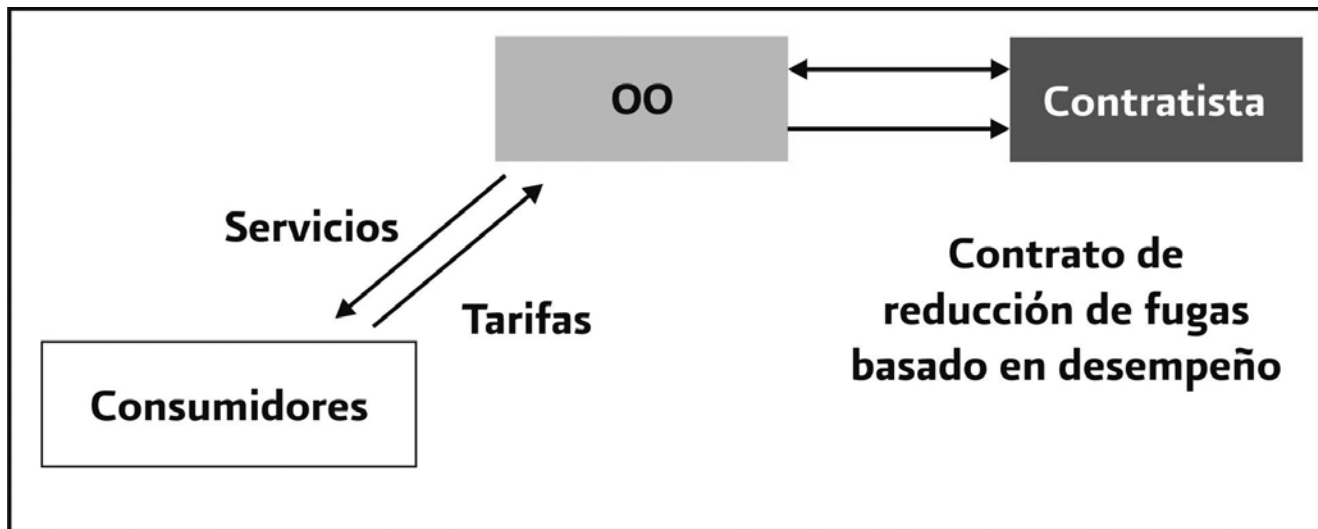 OO
Contratista
Servicios
Tarifas
Contrato de
reducción de fugas
basado en desempeño
Consumidores